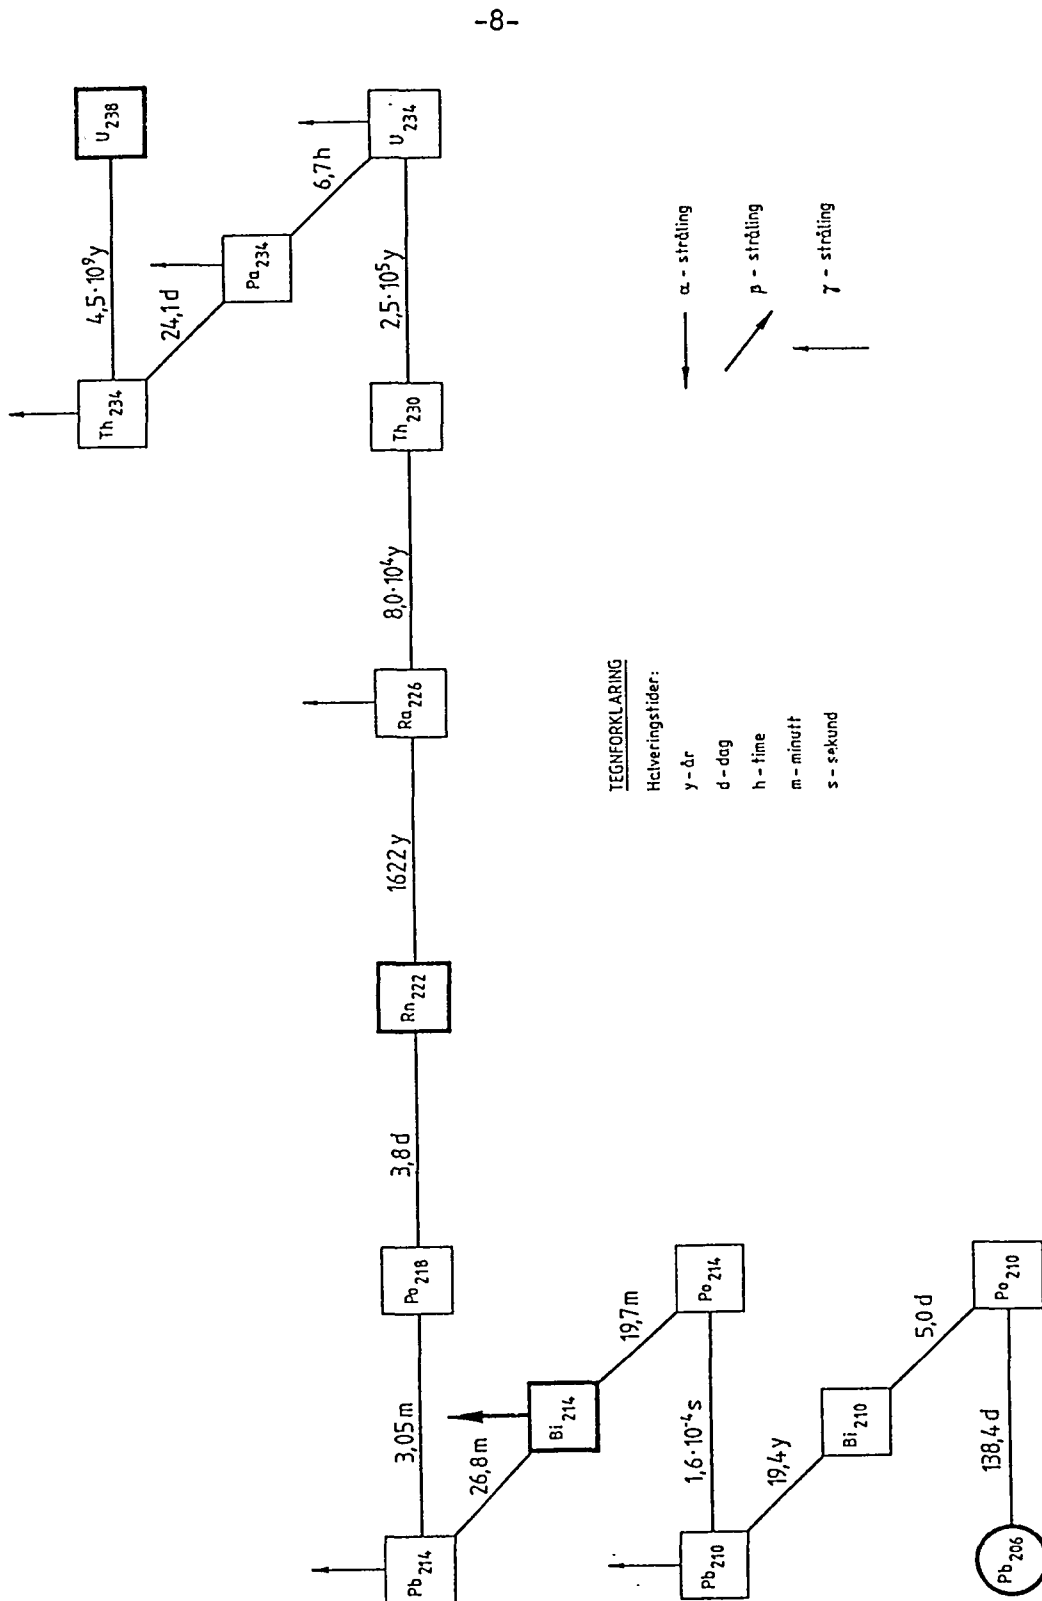 -8-
U238
4,5·10⁹y
Th234
24,1d
Pa234
6,7h
U234
2,5·10⁵y
Th230
8,0·10⁴y
Ra226
1622y
Rn222
3,8d
Po218
3,05m
Pb214
26,8m
Bi214
19,7m
Po214
1,6·10⁻⁴s
Pb210
19,4y
Bi210
5,0d
Po210
138,4d
Pb206
α - stråling
β - stråling
γ - stråling
TEGNFORKLARING
Halveringstider:
y - år
d - dag
h - time
m - minutt
s - sekund